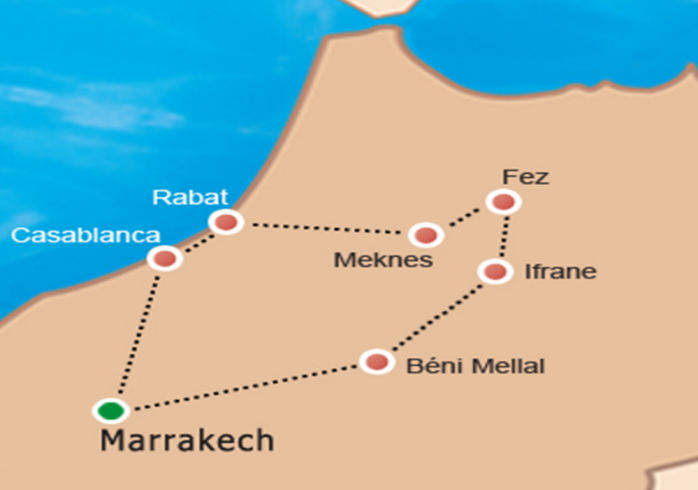 Fez
Rabat
Casablanca
Meknes
Ifrane
Béni Mellal
Marrakech